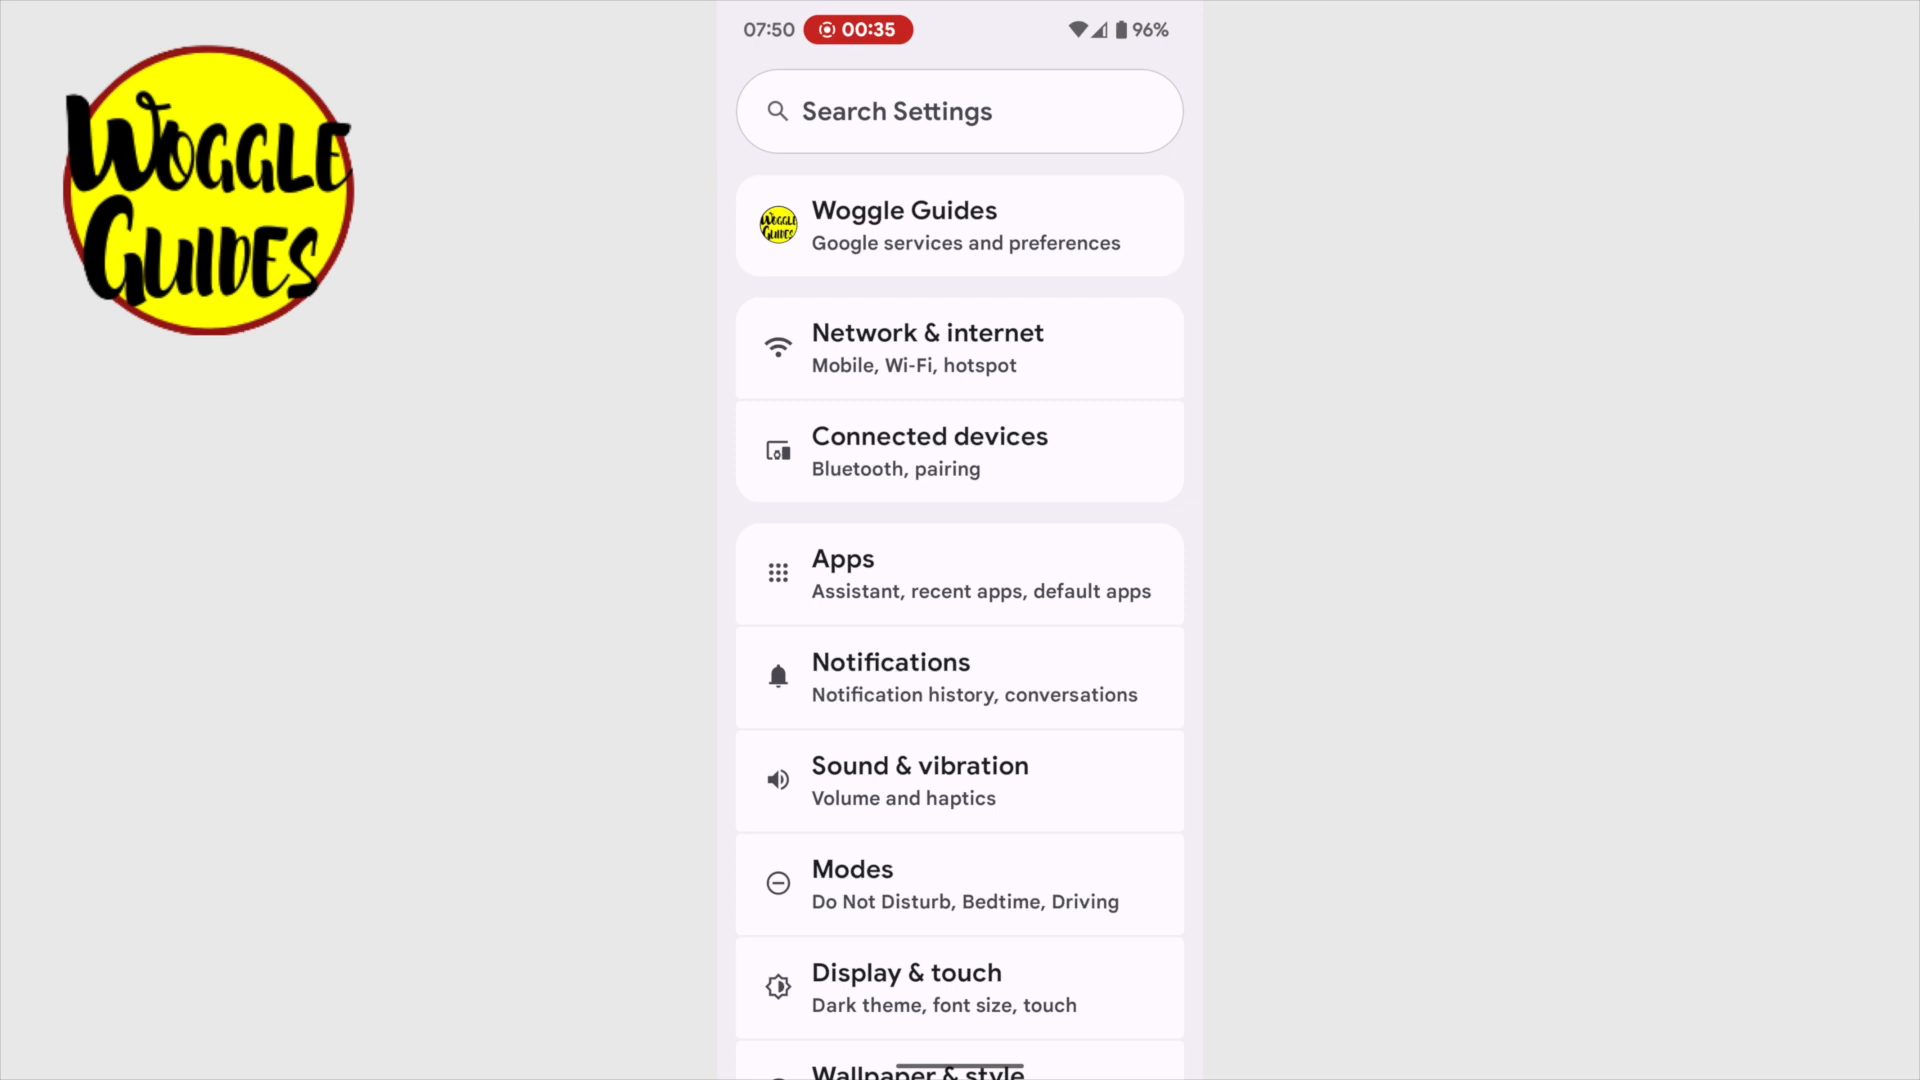 WOGGLE
GUIDES
07:50 00:35 96%
Search Settings
WOGGLE
GUIDES
Woggle Guides
Google services and preferences
Network & internet
Mobile, Wi-Fi, hotspot
Connected devices
Bluetooth, pairing
Apps
Assistant, recent apps, default apps
Notifications
Notification history, conversations
Sound & vibration
Volume and haptics
Modes
Do Not Disturb, Bedtime, Driving
Display & touch
Dark theme, font size, touch
Wallpaper & style